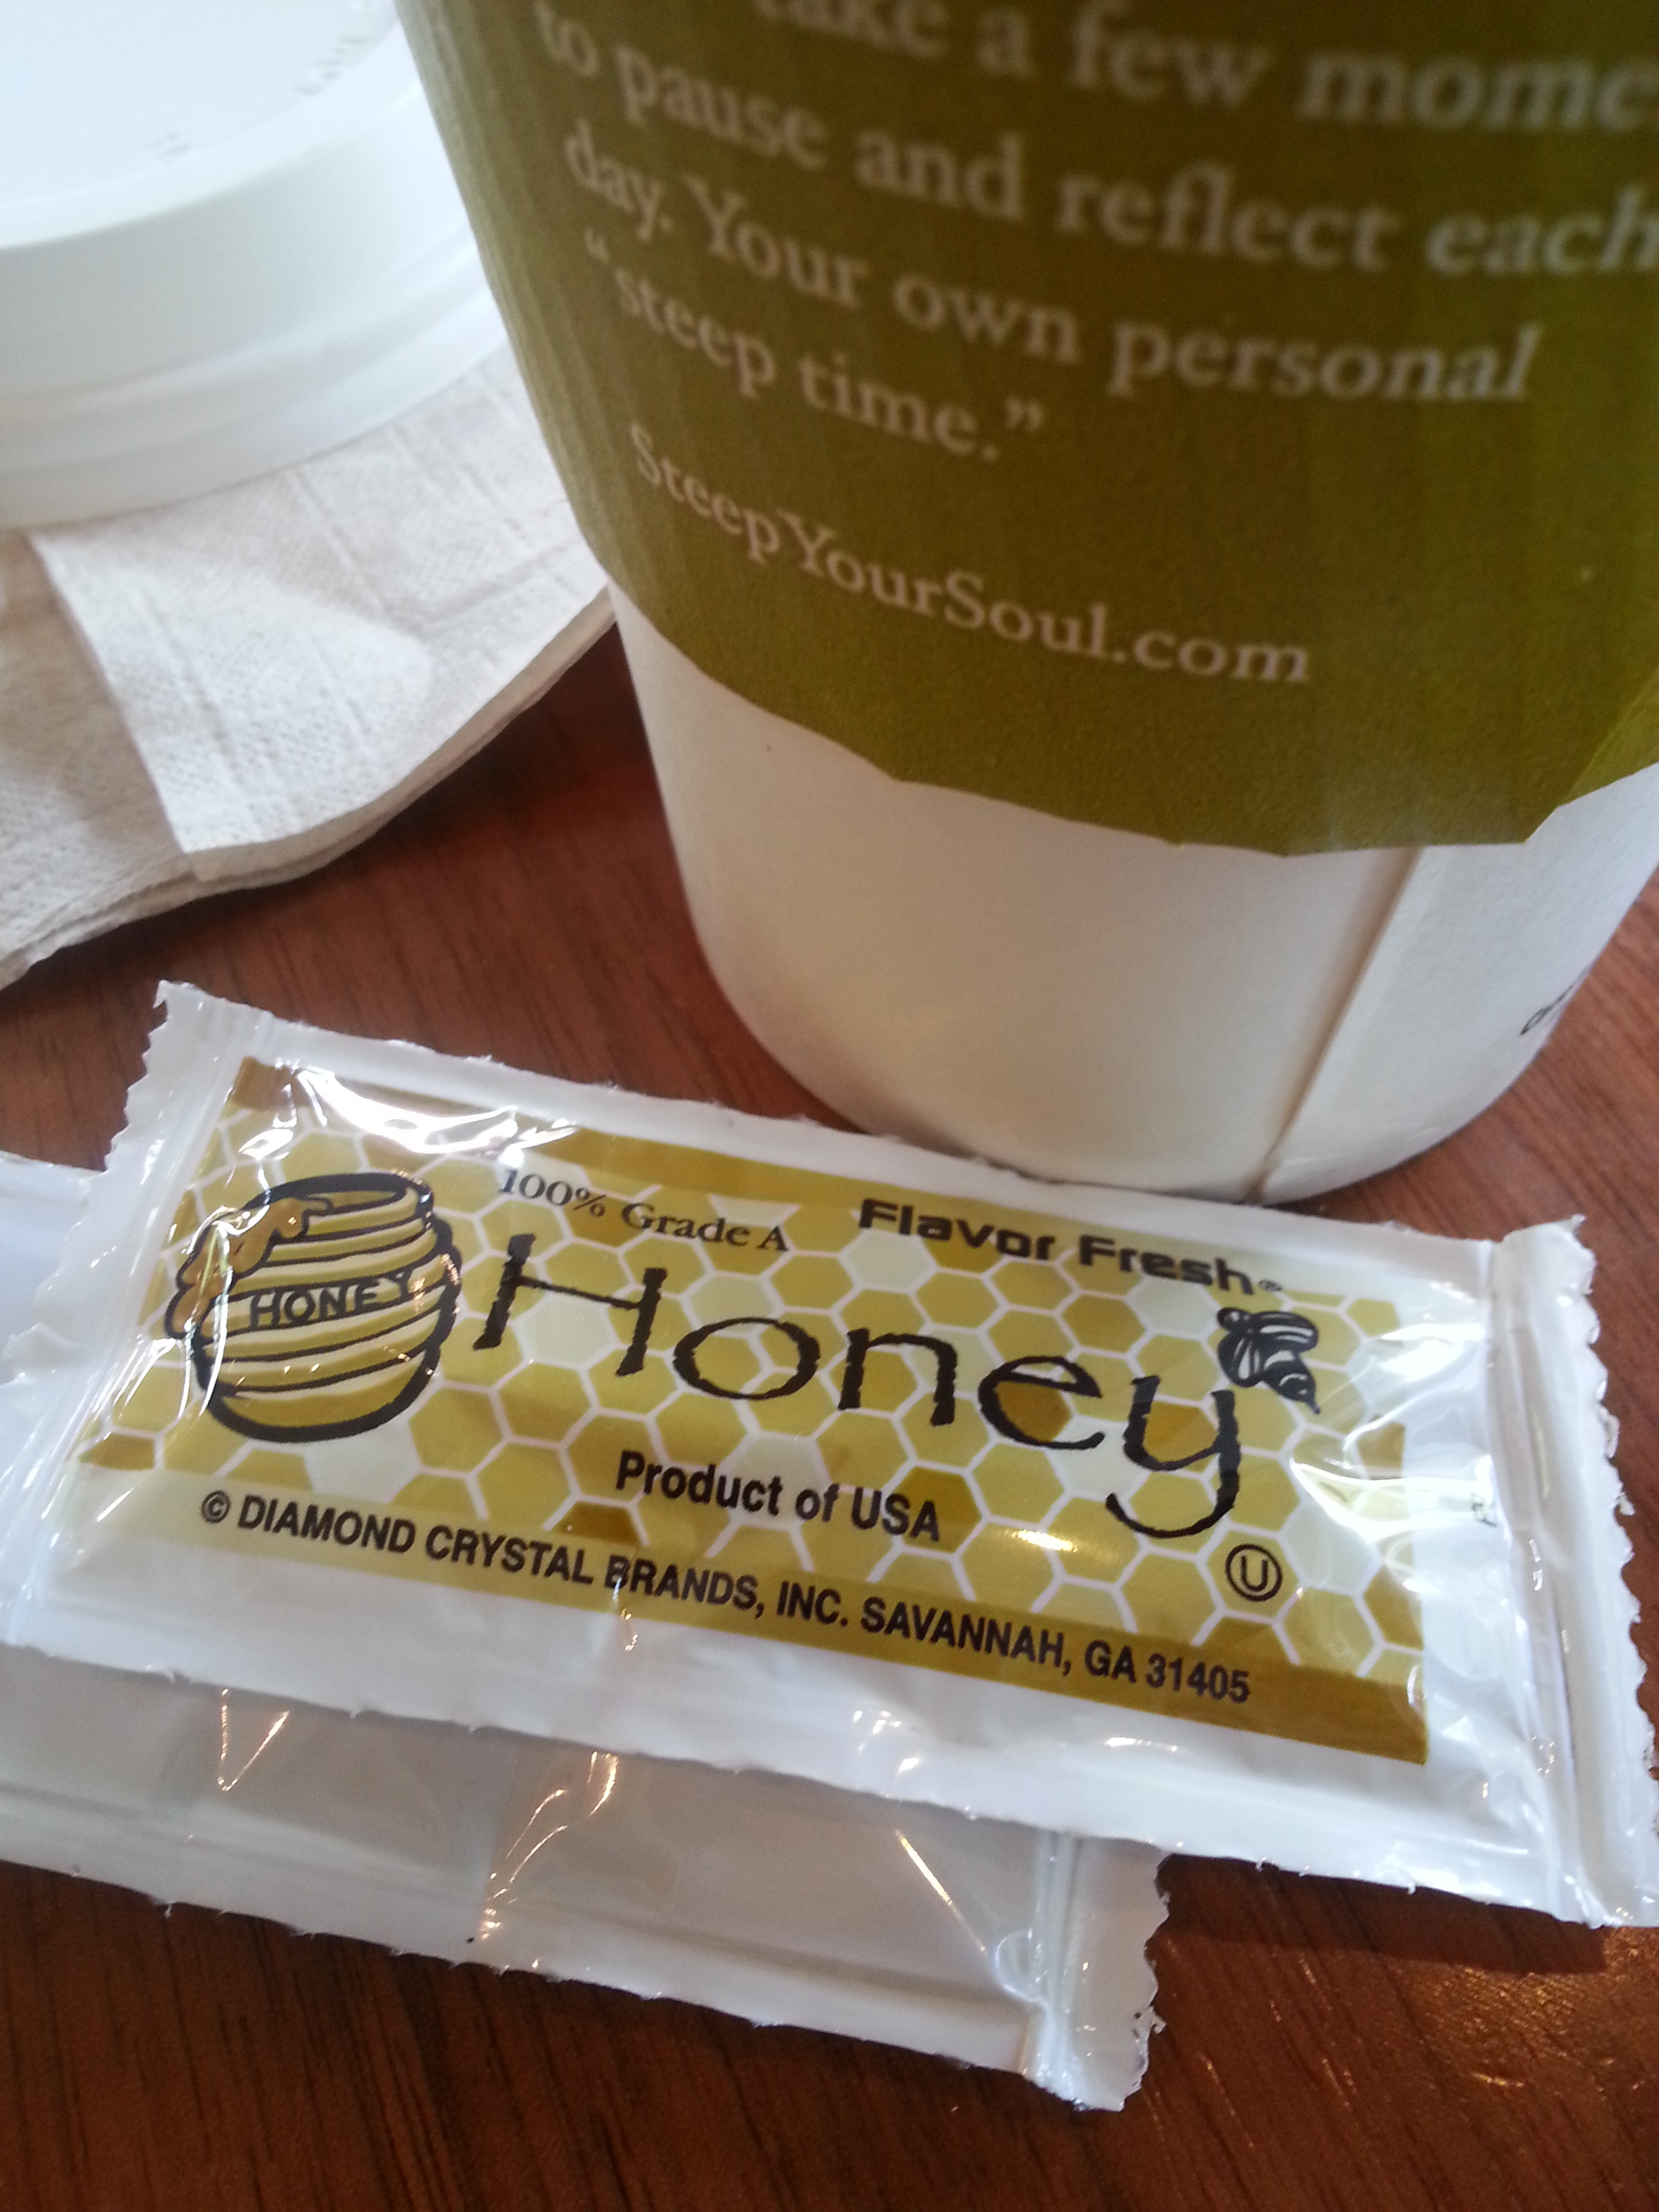 take a few mome
to pause and reflect each
day. Your own personal
“steep time.”
SteepYourSoul.com
100% Grade A
Flavor Fresh®
HONEY
Honey
Product of USA
U
© DIAMOND CRYSTAL BRANDS, INC. SAVANNAH, GA 31405